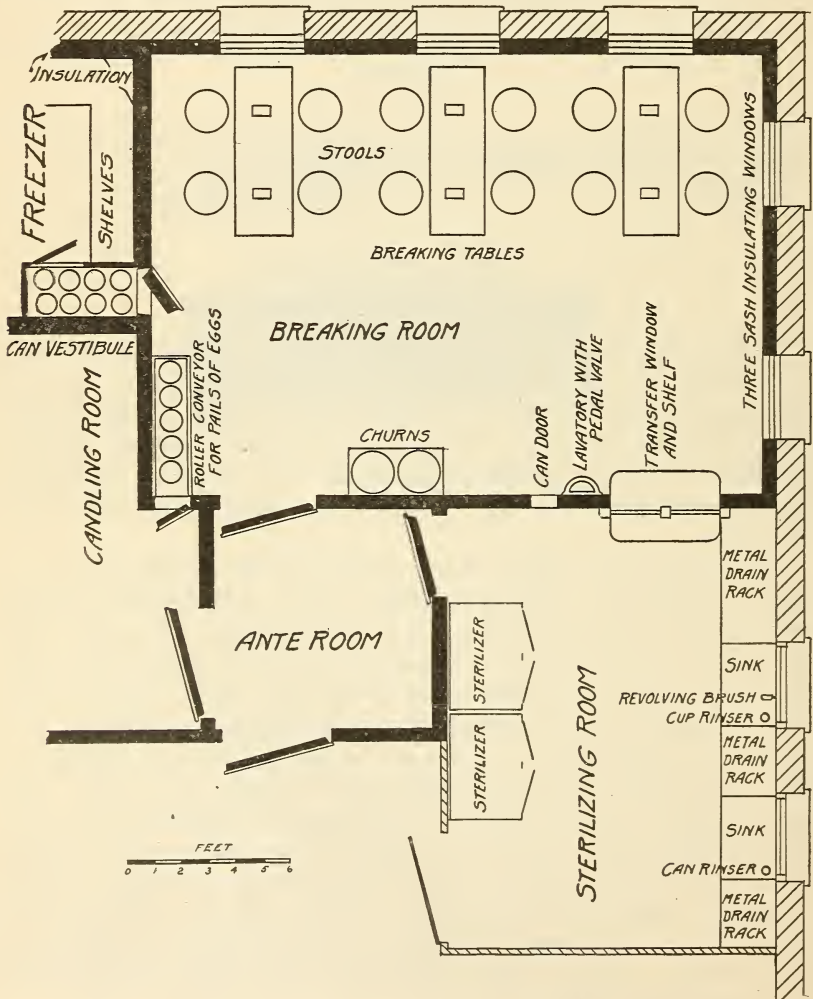 INSULATION
FREEZER
SHELVES
STOOLS
BREAKING TABLES
THREE SASH INSULATING WINDOWS
BREAKING ROOM
CAN VESTIBULE
CANDLING ROOM
ROLLER CONVEYOR
FOR PAILS OF EGGS
CHURNS
CAN DOOR
LAVATORY WITH
PEDAL VALVE
TRANSFER WINDOW
AND SHELF
METAL
DRAIN
RACK
ANTE ROOM
STERILIZER
STERILIZER
STERILIZING ROOM
SINK
REVOLVING BRUSH
CUP RINSER
METAL
DRAIN
RACK
SINK
CAN RINSER
METAL
DRAIN
RACK
FEET
0 1 2 3 4 5 6